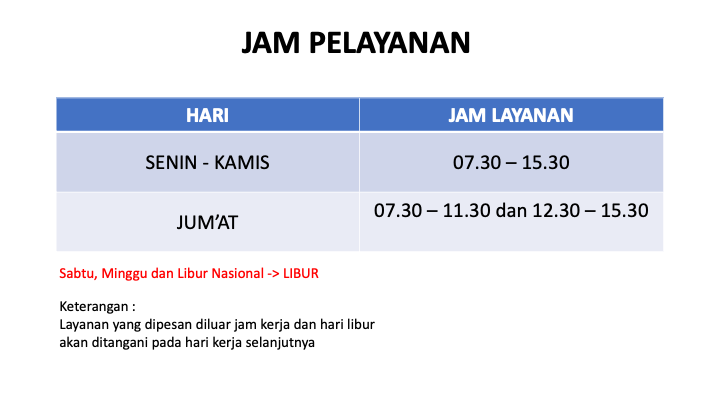 JAM PELAYANAN
HARI JAM LAYANAN
SENIN - KAMIS 07.30 – 15.30
JUM’AT 07.30 – 11.30 dan 12.30 – 15.30
Sabtu, Minggu dan Libur Nasional -> LIBUR
Keterangan :
Layanan yang dipesan diluar jam kerja dan hari libur
akan ditangani pada hari kerja selanjutnya